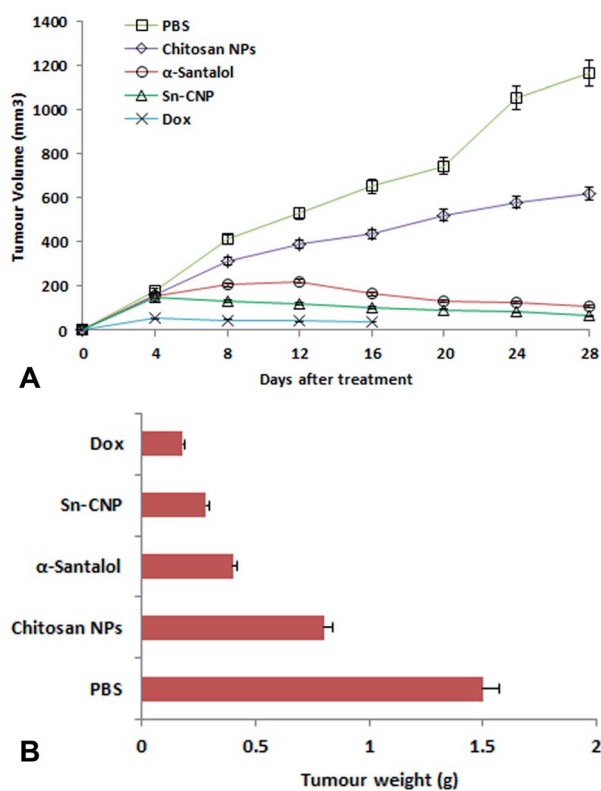 1400
1200
1000
800
600
400
200
0
Tumour Volume (mm3)
PBS
Chitosan NPs
α-Santalol
Sn-CNP
Dox
0 4 8 12 16 20 24 28
Days after treatment
A
Dox
Sn-CNP
α-Santalol
Chitosan NPs
PBS
0 0.5 1 1.5 2
Tumour weight (g)
B